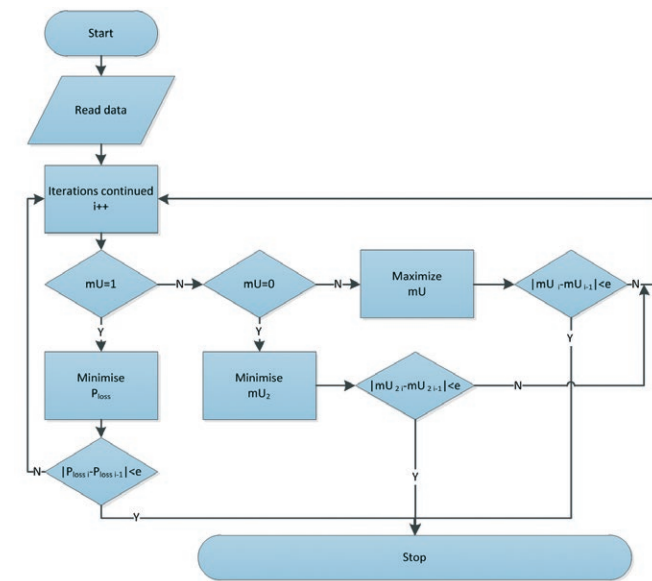 Start
Read data
Iterations continued
i++
mU=1
N
mU=0
N
Maximize
mU
|mU i-mU i-1|<e
N
Y
Y
Y
Minimise
Ploss
Minimise
mU2
|mU 2 i-mU 2 i-1|<e
N
N
|Ploss i-Ploss i-1|<e
Y
Y
Stop